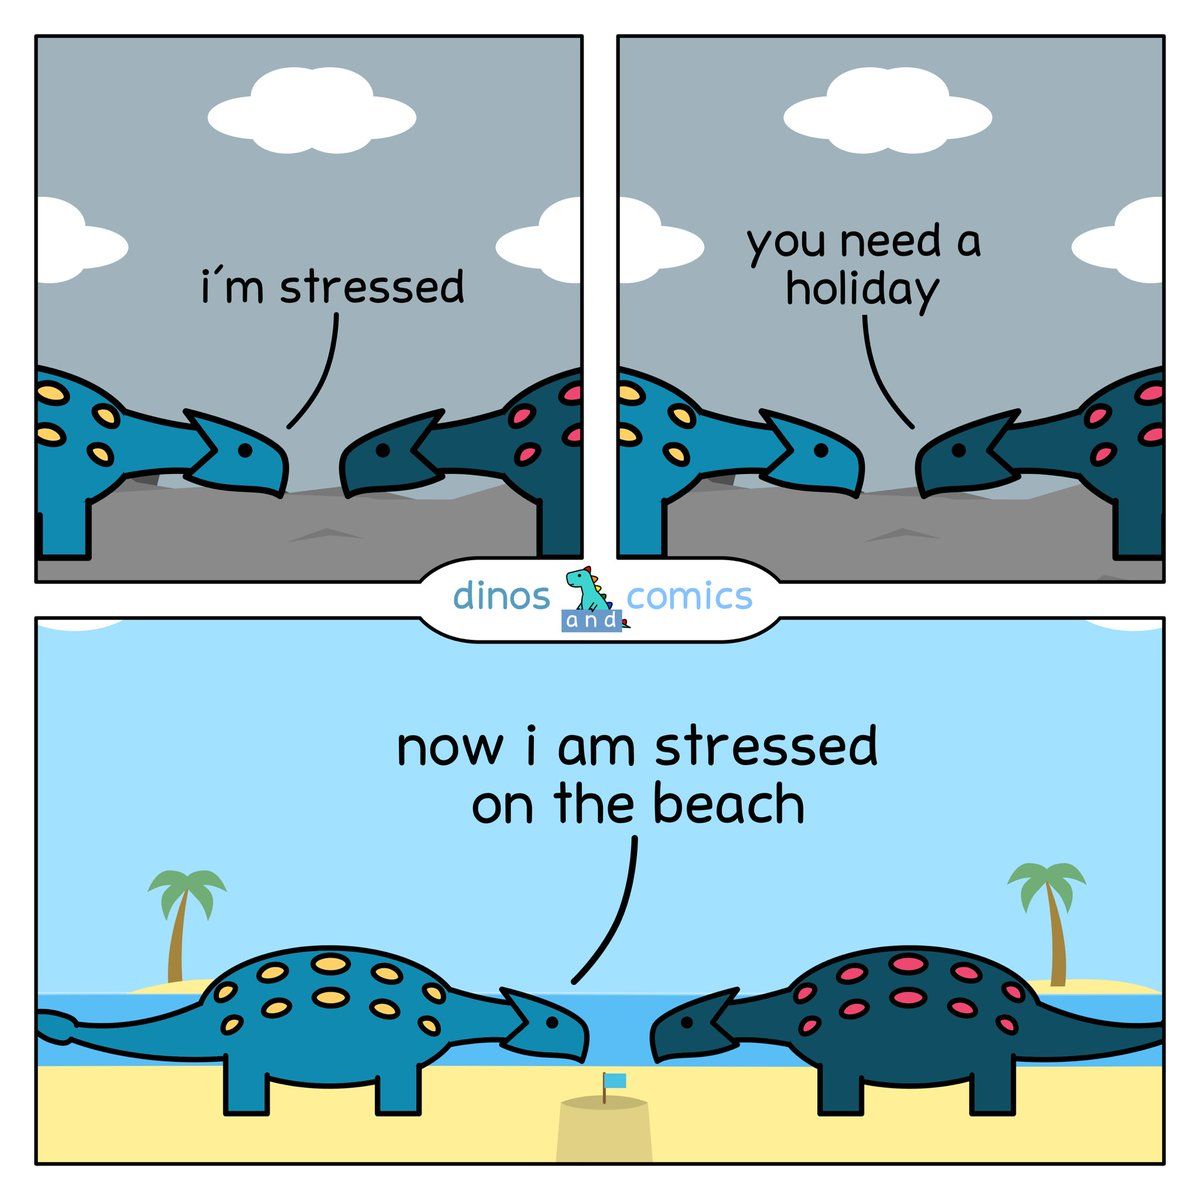 i´m stressed
you need a
holiday
dinos and comics
now i am stressed
on the beach